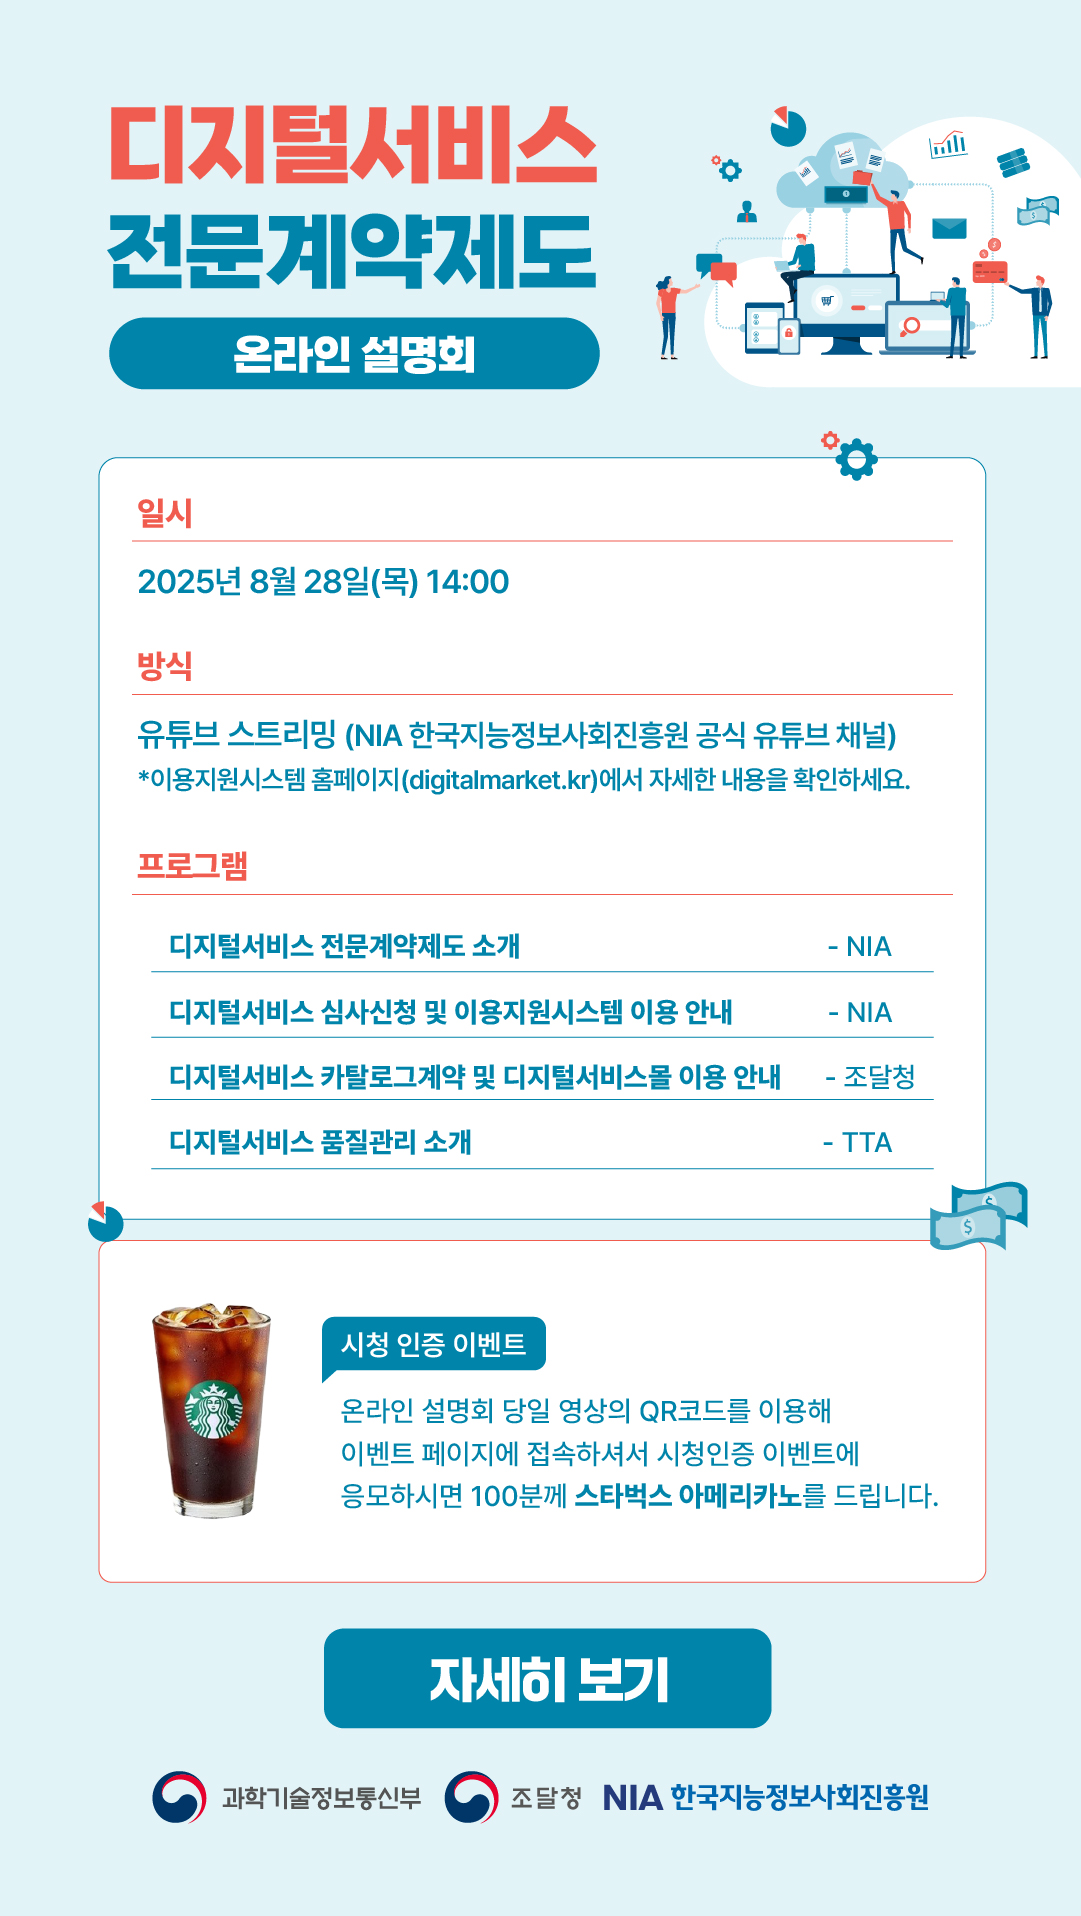 디지털서비스
전문계약제도
온라인 설명회
일시
2025년 8월 28일(목) 14:00
방식
유튜브 스트리밍 (NIA 한국지능정보사회진흥원 공식 유튜브 채널)
*이용지원시스템 홈페이지(digitalmarket.kr)에서 자세한 내용을 확인하세요.
프로그램
디지털서비스 전문계약제도 소개 - NIA
디지털서비스 심사신청 및 이용지원시스템 이용 안내 - NIA
디지털서비스 카탈로그계약 및 디지털서비스몰 이용 안내 - 조달청
디지털서비스 품질관리 소개 - TTA
시청 인증 이벤트
온라인 설명회 당일 영상의 QR코드를 이용해
이벤트 페이지에 접속하셔서 시청인증 이벤트에
응모하시면 100분께 스타벅스 아메리카노를 드립니다.
자세히 보기
과학기술정보통신부 조달청 NIA 한국지능정보사회진흥원